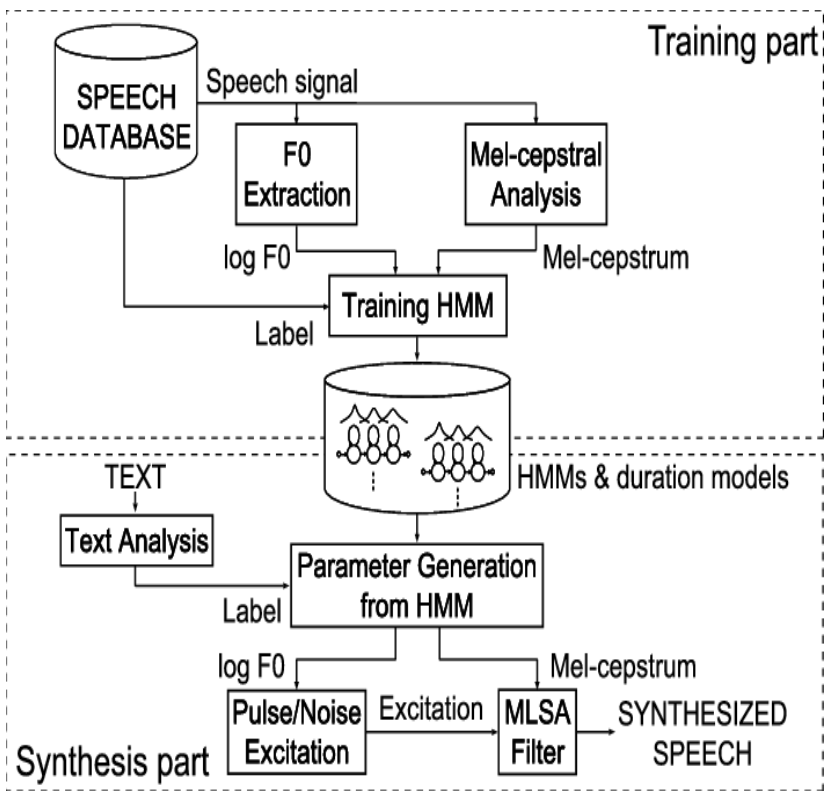 Training part
SPEECH
DATABASE
Speech signal
F0
Extraction
Mel-cepstral
Analysis
log F0
Mel-cepstrum
Training HMM
Label
HMMs & duration models
TEXT
Text Analysis
Parameter Generation
from HMM
Label
log F0
Mel-cepstrum
Pulse/Noise
Excitation
Excitation
MLSA
Filter
SYNTHESIZED
SPEECH
Synthesis part